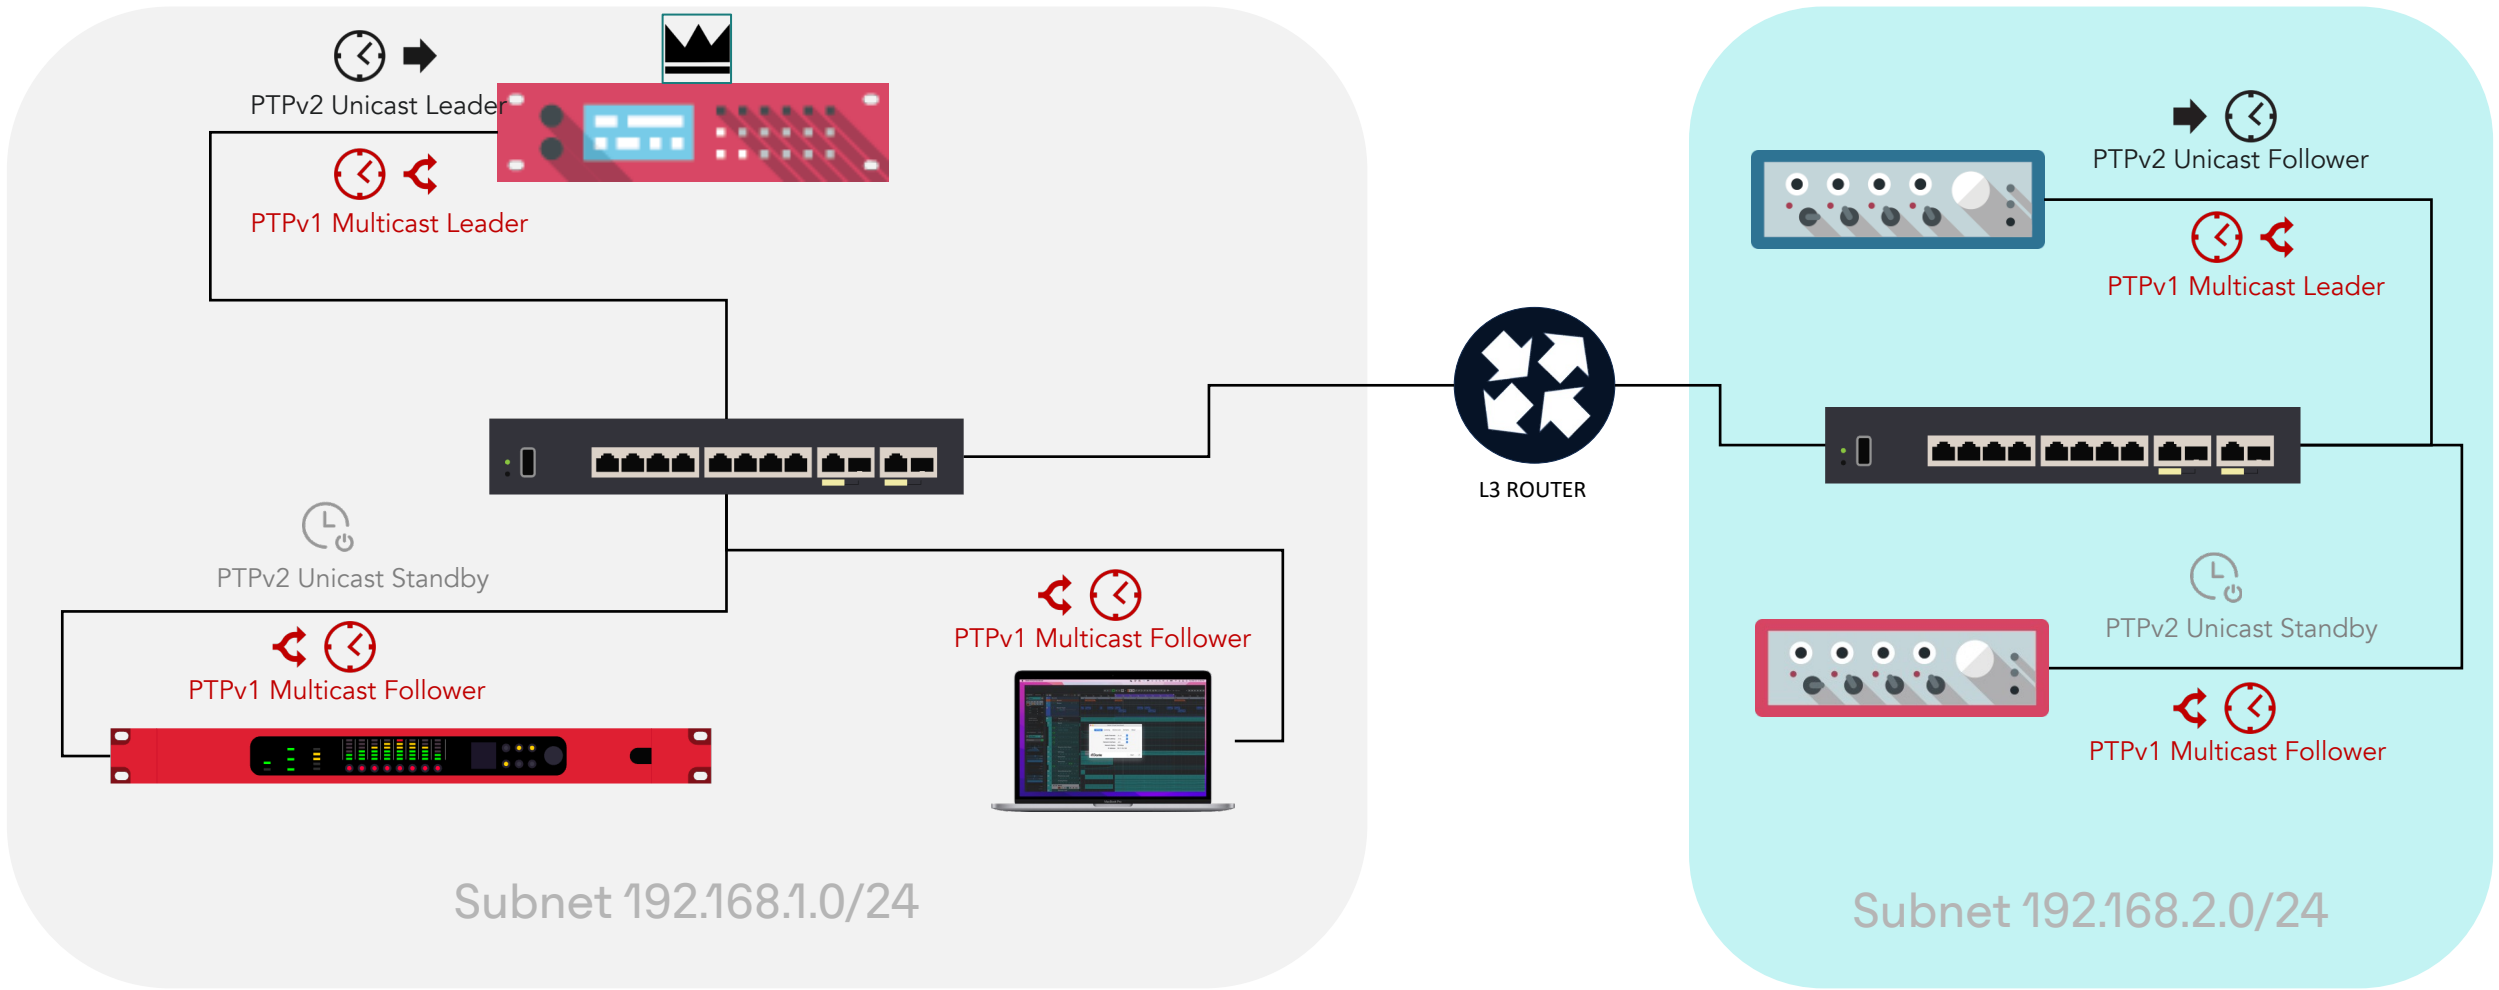 PTPv2 Unicast Leader
PTPv1 Multicast Leader
PTPv2 Unicast Standby
PTPv1 Multicast Follower
PTPv1 Multicast Follower
Subnet 192.168.1.0/24
L3 ROUTER
PTPv2 Unicast Follower
PTPv1 Multicast Leader
PTPv2 Unicast Standby
PTPv1 Multicast Follower
Subnet 192.168.2.0/24